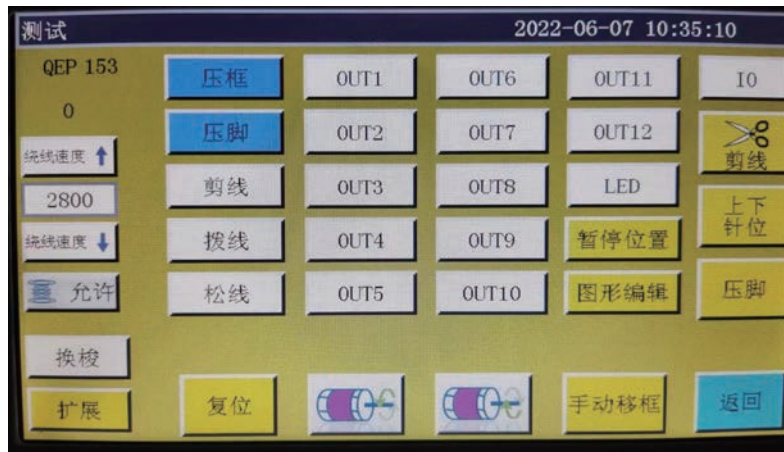 测试
2022-06-07 10:35:10
QEP 153
0
绕线速度
2800
绕线速度
允许
换梭
扩展
压框
OUT1
OUT6
OUT11
IO
压脚
OUT2
OUT7
OUT12
剪线
剪线
OUT3
OUT8
LED
上下
针位
拨线
OUT4
OUT9
暂停位置
松线
OUT5
OUT10
图形编辑
压脚
复位
手动移框
返回